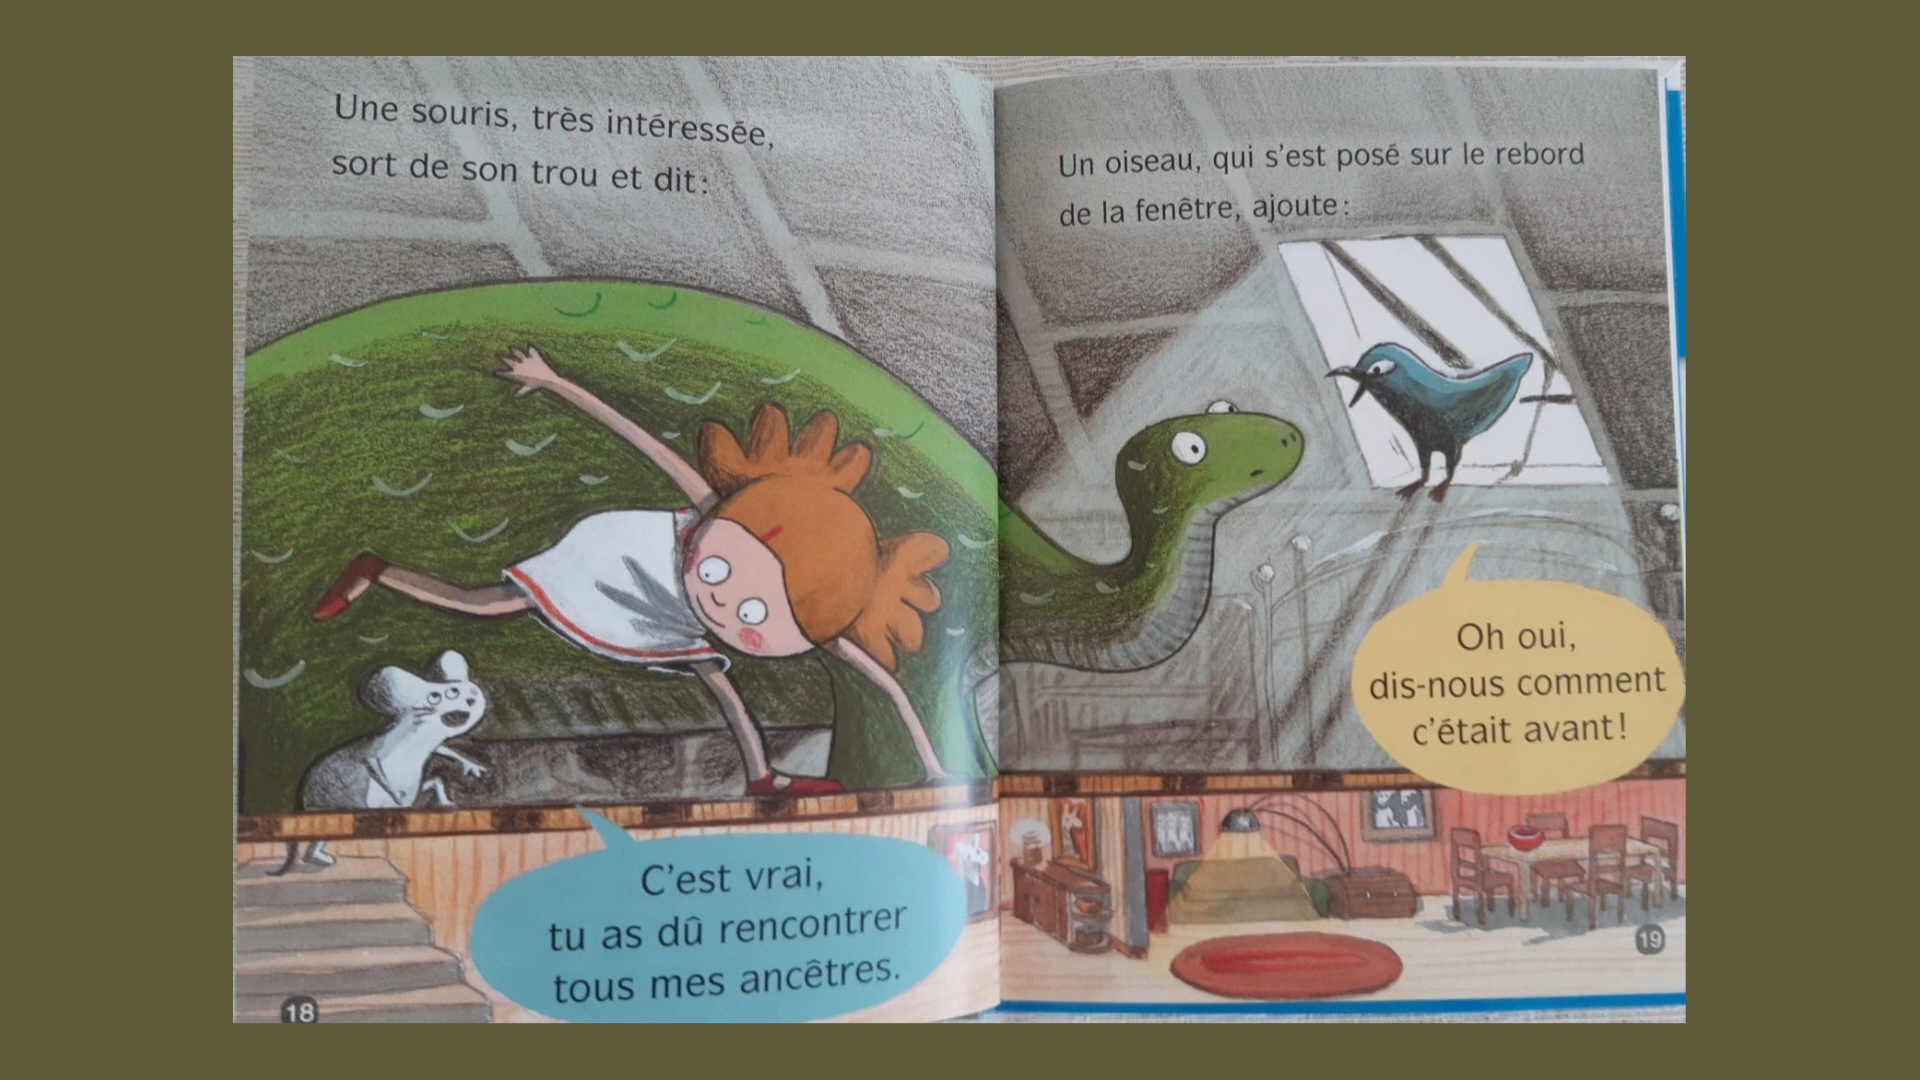 Une souris, très intéressée,
sort de son trou et dit :
C'est vrai,
tu as dû rencontrer
tous mes ancêtres.
18
Un oiseau, qui s'est posé sur le rebord
de la fenêtre, ajoute :
Oh oui,
dis-nous comment
c'était avant !
19